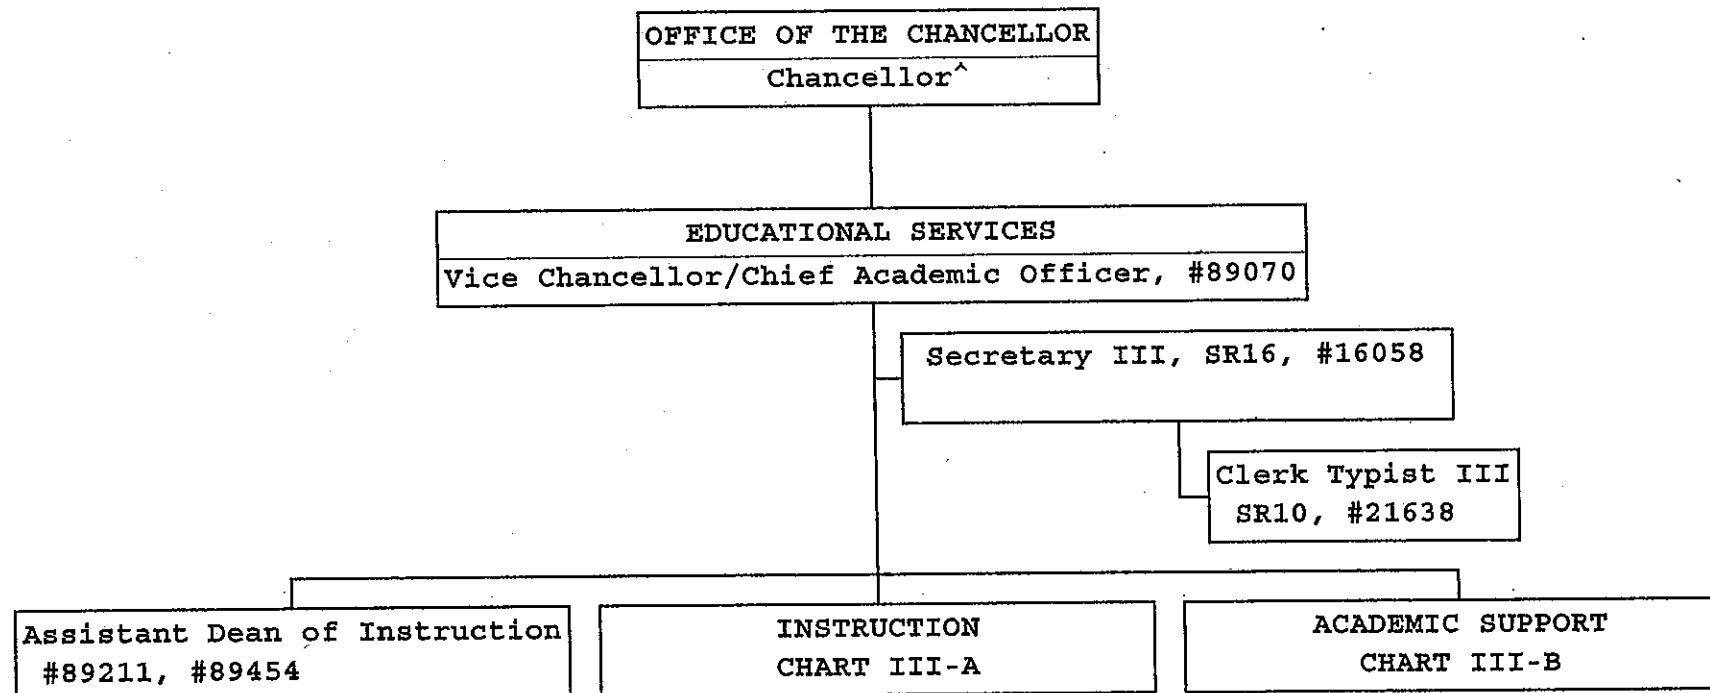 OFFICE OF THE CHANCELLOR
Chancellor^
EDUCATIONAL SERVICES
Vice Chancellor/Chief Academic Officer, #89070
Secretary III, SR16, #16058
Clerk Typist III
SR10, #21638
Assistant Dean of Instruction
#89211, #89454
INSTRUCTION
CHART III-A
ACADEMIC SUPPORT
CHART III-B